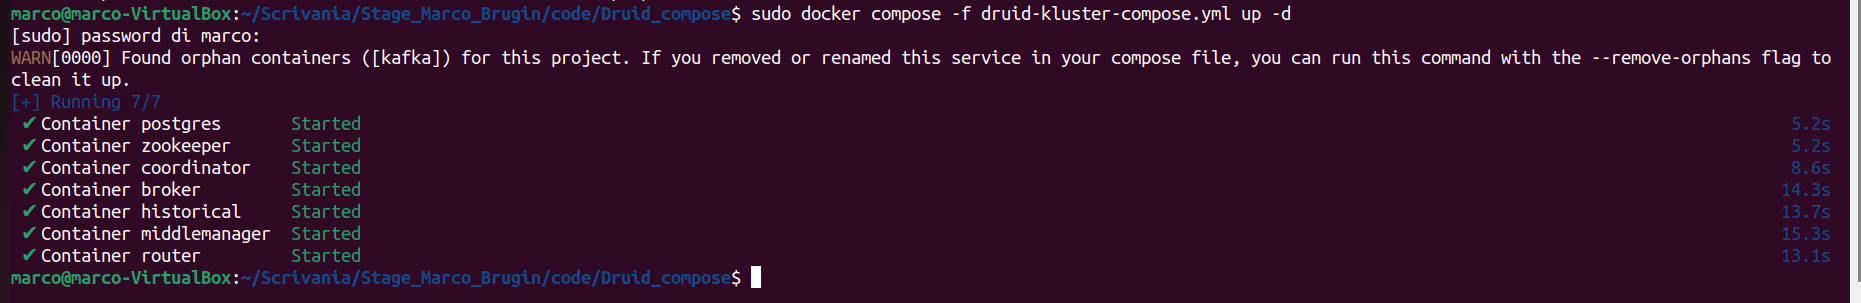 marco@marco-VirtualBox:~/Scrivania/Stage_Marco_Brugin/code/Druid_compose$ sudo docker compose -f druid-kluster-compose.yml up -d
[sudo] password di marco:
WARN[0000] Found orphan containers ([kafka]) for this project. If you removed or renamed this service in your compose file, you can run this command with the --remove-orphans flag to
clean it up.
[+] Running 7/7
✔ Container postgres Started 5.2s
✔ Container zookeeper Started 5.2s
✔ Container coordinator Started 8.6s
✔ Container broker Started 14.3s
✔ Container historical Started 13.7s
✔ Container middlemanager Started 15.3s
✔ Container router Started 13.1s
marco@marco-VirtualBox:~/Scrivania/Stage_Marco_Brugin/code/Druid_compose$